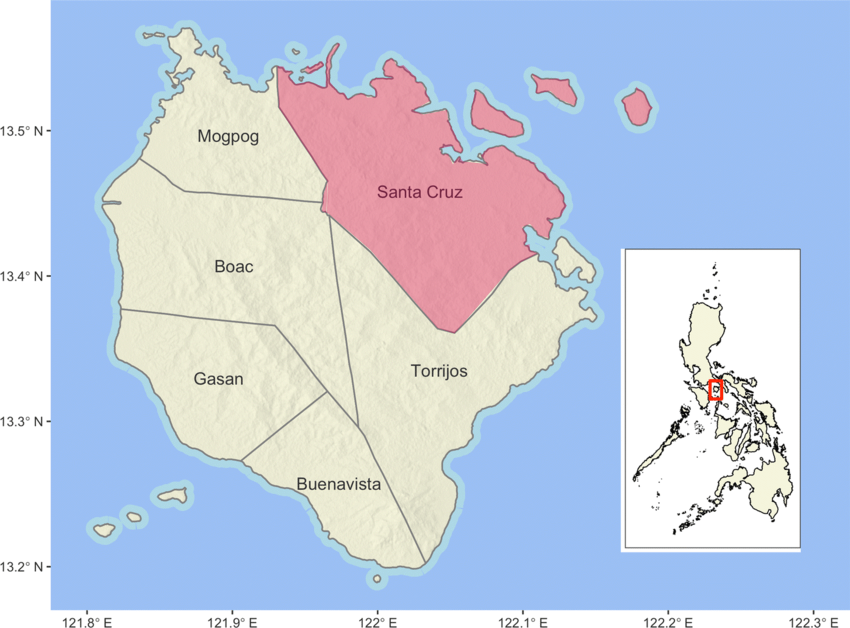 13.5° N
Mogpog
Santa Cruz
Boac
13.4° N
Torrijos
Gasan
13.3° N
Buenavista
13.2° N
121.8° E
121.9° E
122° E
122.1° E
122.2° E
122.3° E